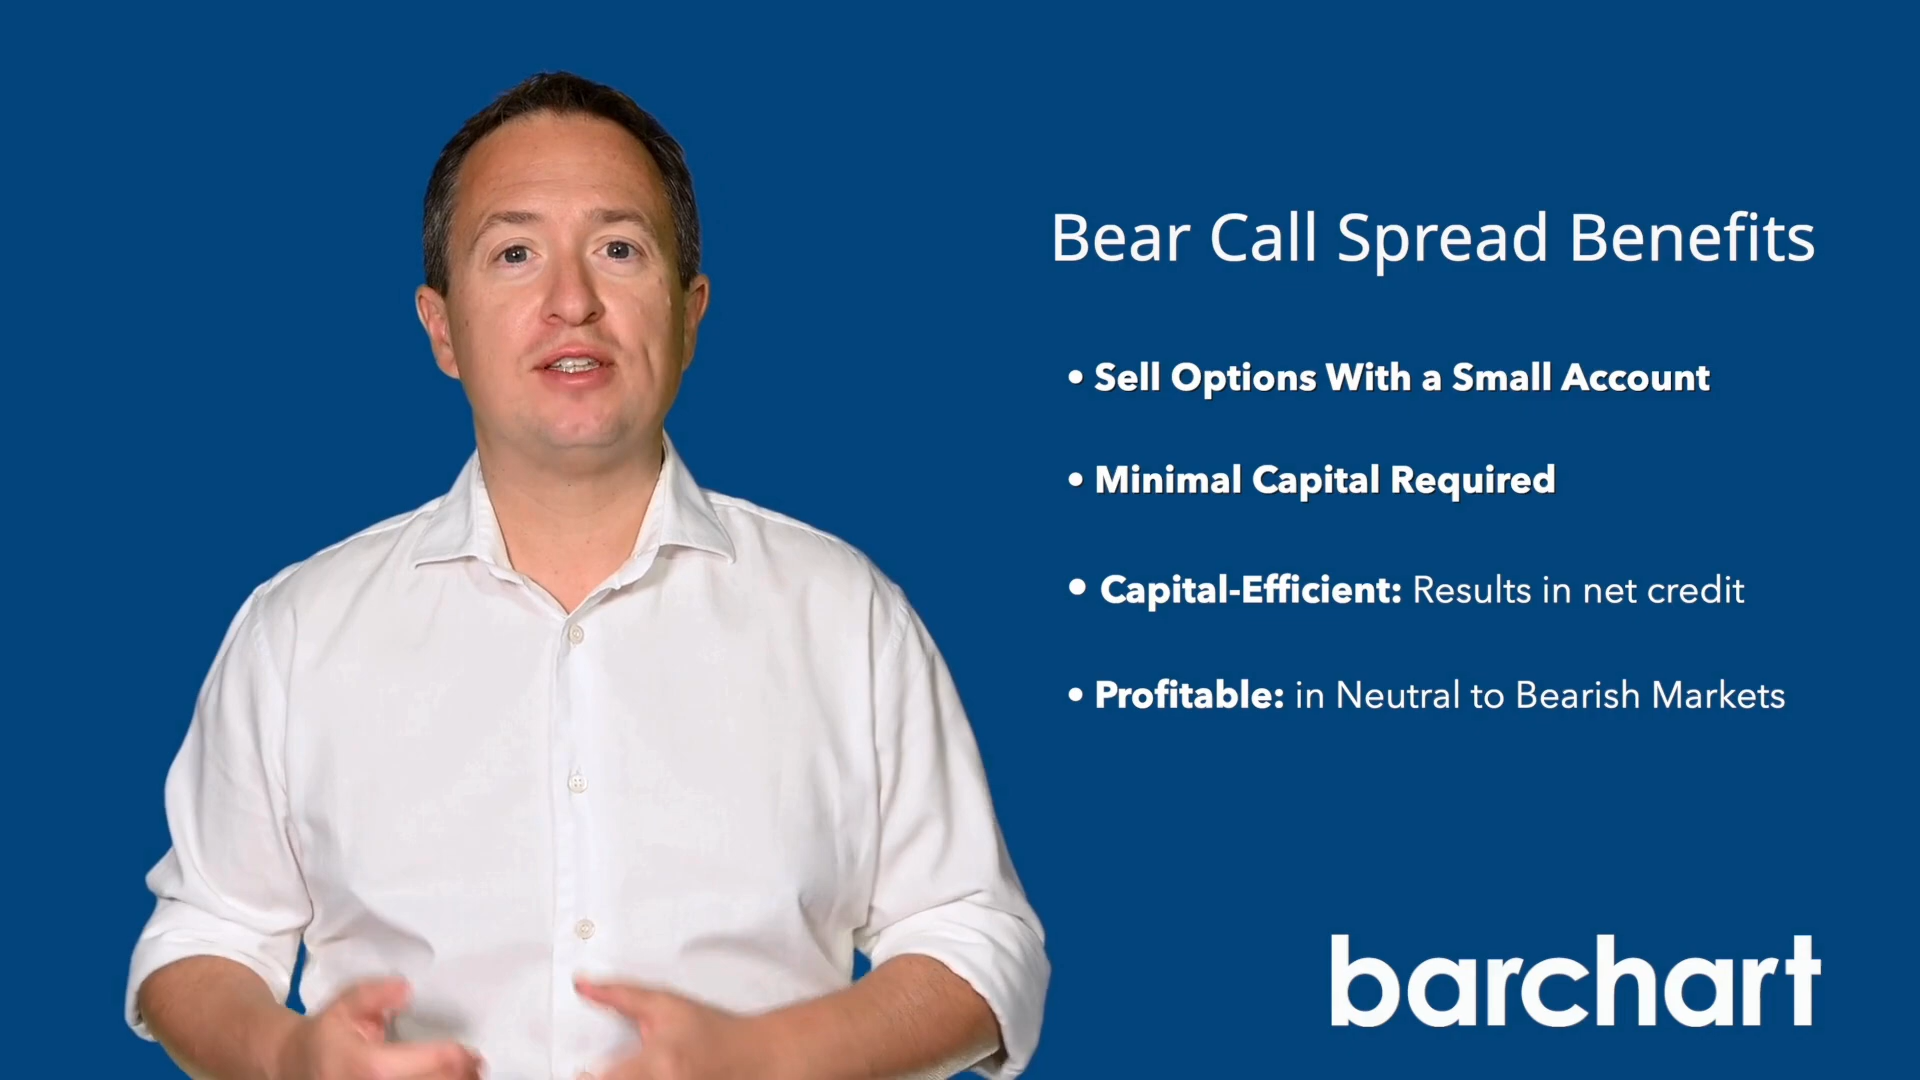 Bear Call Spread Benefits
• Sell Options With a Small Account
• Minimal Capital Required
• Capital-Efficient: Results in net credit
• Profitable: in Neutral to Bearish Markets
barchart